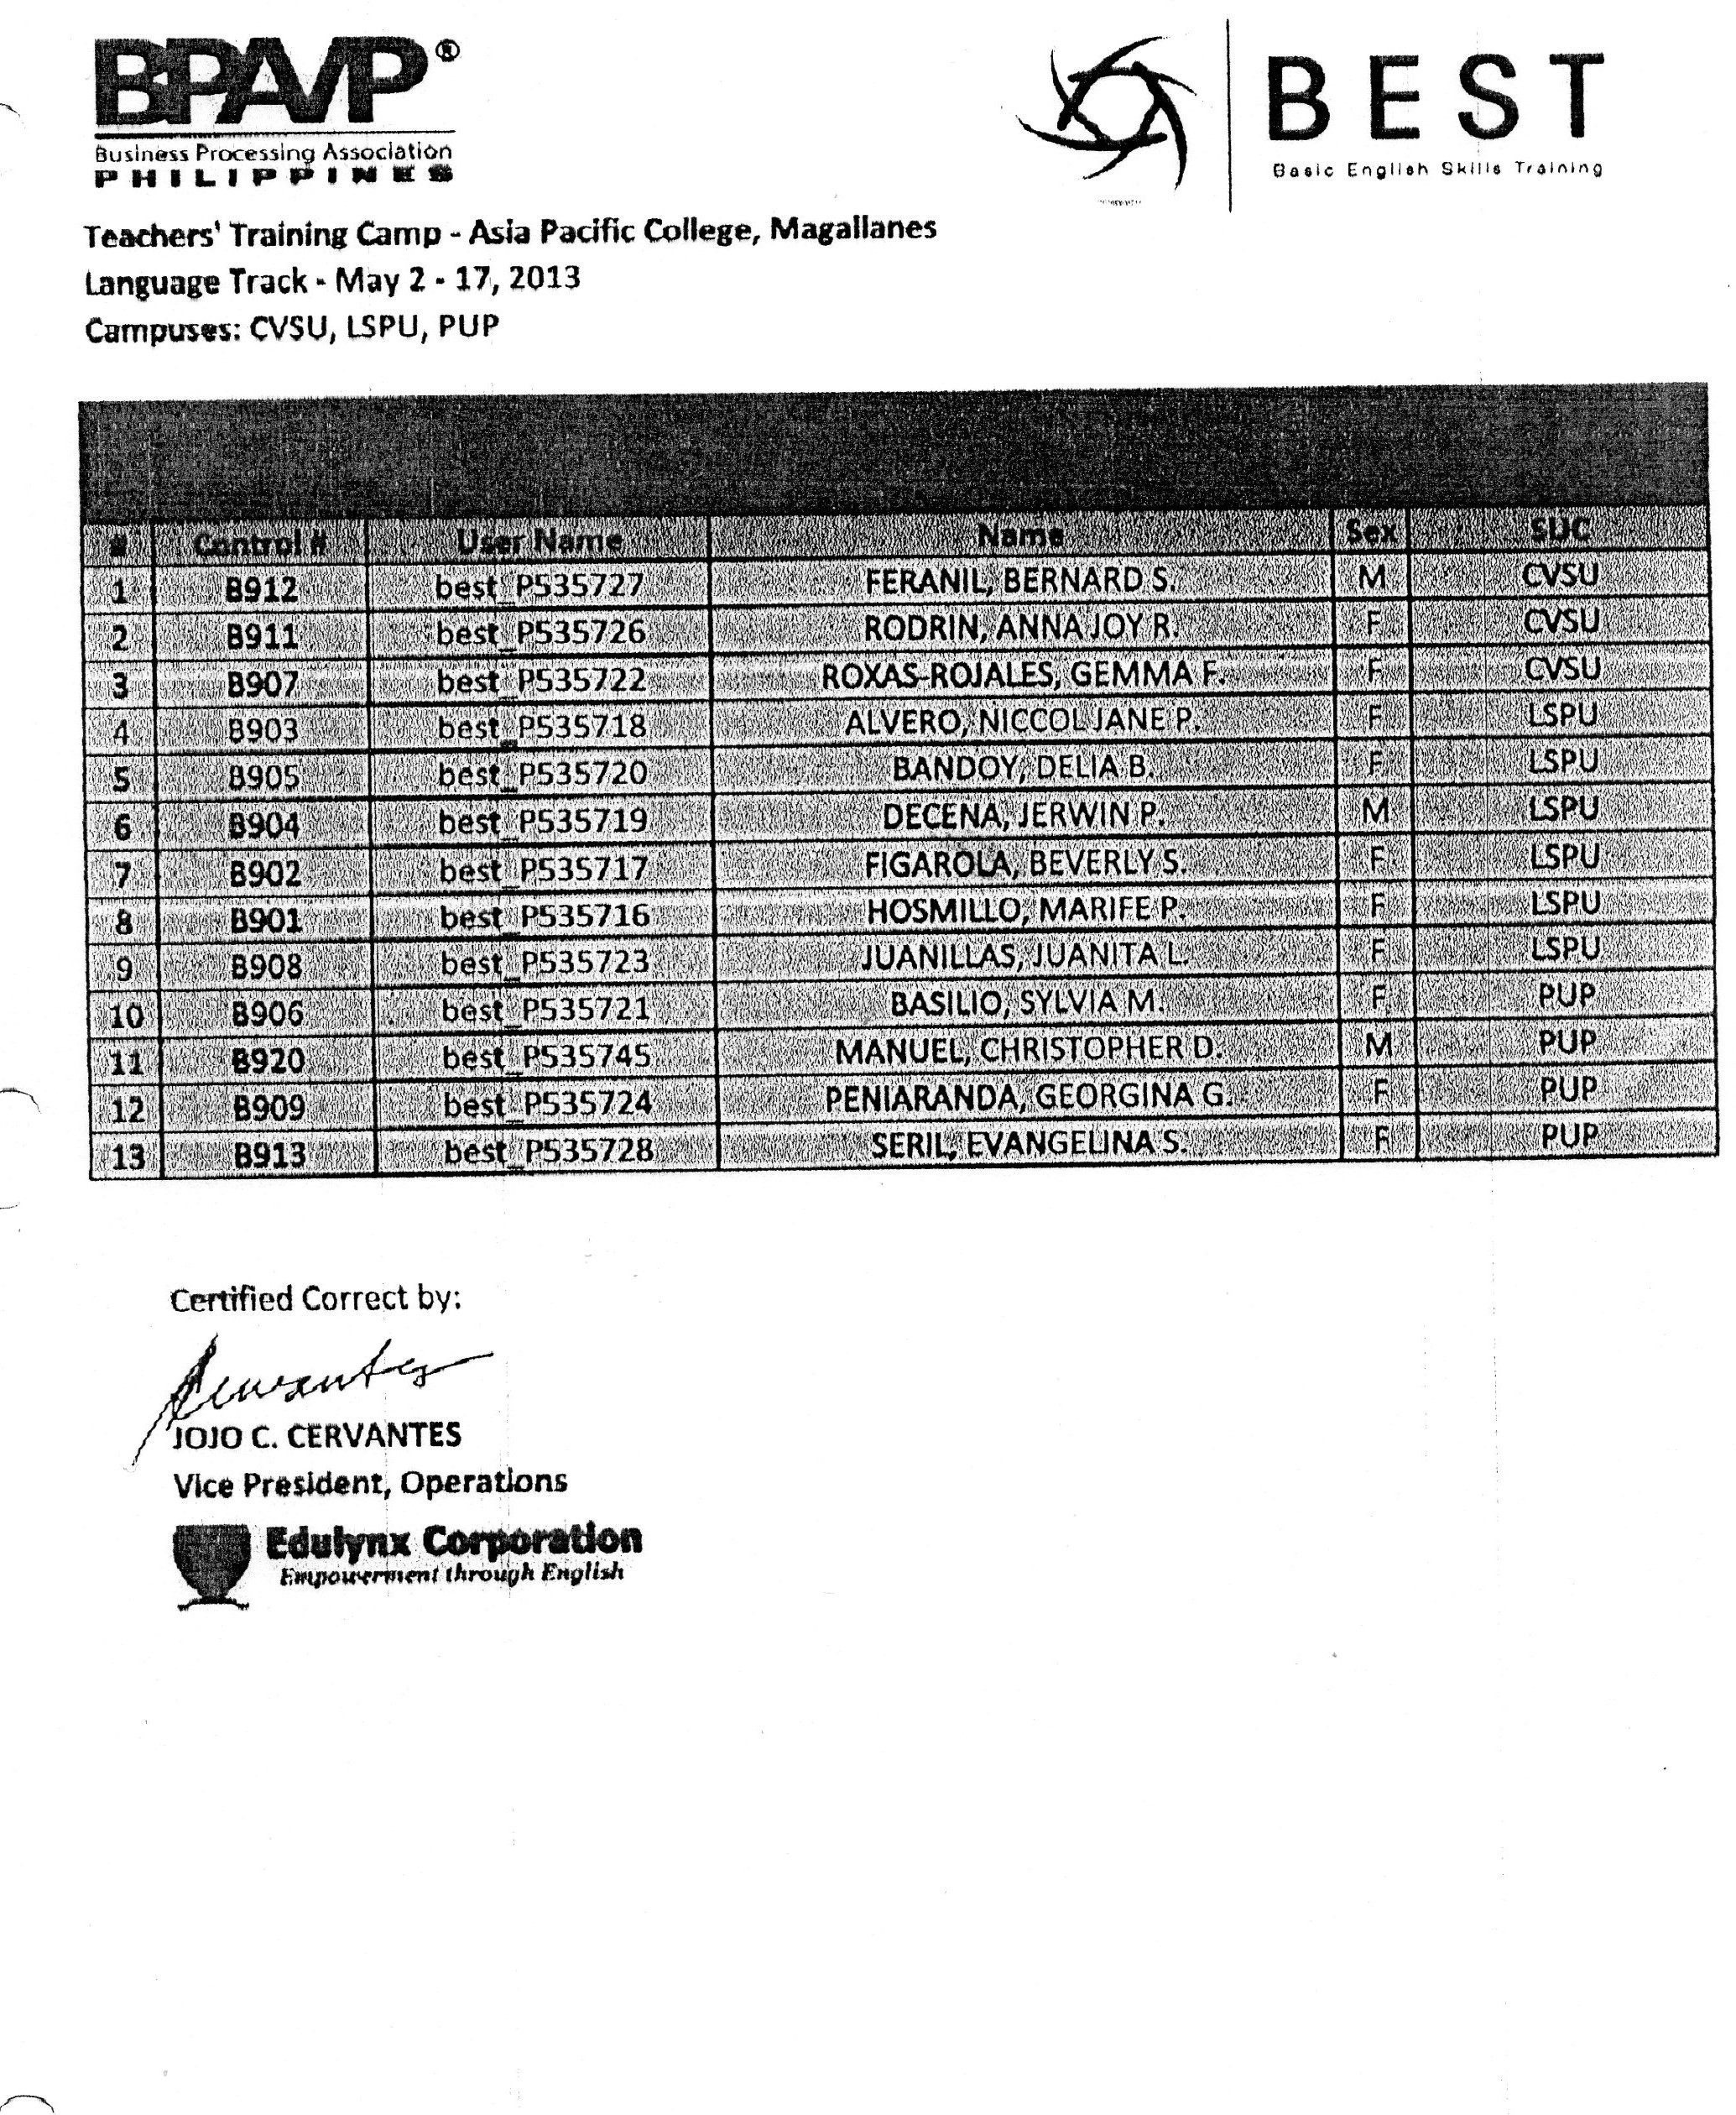 BPA/P®
Business Processing Association
PHILIPPINES
BEST
Basic English Skills Training
Teachers' Training Camp - Asia Pacific College, Magallanes
Language Track - May 2 - 17, 2013
Campuses: CVSU, LSPU, PUP
# Control # User Name Name Sex SUC
1 B912 best_P535727 FERANIL, BERNARD S. M CVSU
2 B911 best_P535726 RODRIN, ANNA JOY R. F CVSU
3 B907 best_P535722 ROXAS-ROJALES, GEMMA F. F CVSU
4 B903 best_P535718 ALVERO, NICCOL JANE P. F LSPU
5 B905 best_P535720 BANDOY, DELIA B. F LSPU
6 B904 best_P535719 DECENA, JERWIN P. M LSPU
7 B902 best_P535717 FIGAROLA, BEVERLY S. F LSPU
8 B901 best_P535716 HOSMILLO, MARIFE P. F LSPU
9 B908 best_P535723 JUANILLAS, JUANITA L. F LSPU
10 B906 best_P535721 BASILIO, SYLVIA M. F PUP
11 B920 best_P535745 MANUEL, CHRISTOPHER D. M PUP
12 B909 best_P535724 PENIARANDA, GEORGINA G. F PUP
13 B913 best_P535728 SERIL, EVANGELINA S. F PUP
Certified Correct by:
JOJO C. CERVANTES
Vice President, Operations
Edulynx Corporation
Empowerment through English